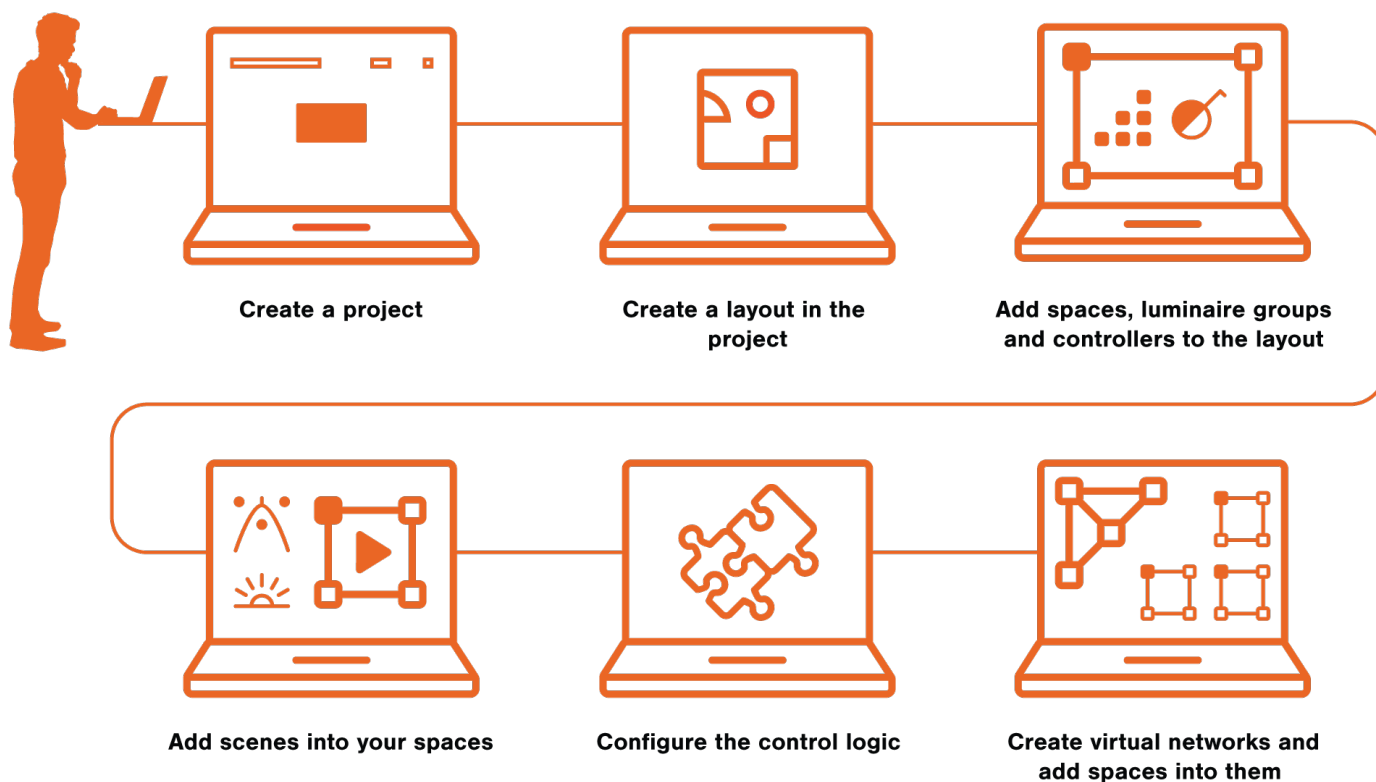 Create a project
Create a layout in the
project
Add spaces, luminaire groups
and controllers to the layout
Add scenes into your spaces
Configure the control logic
Create virtual networks and
add spaces into them